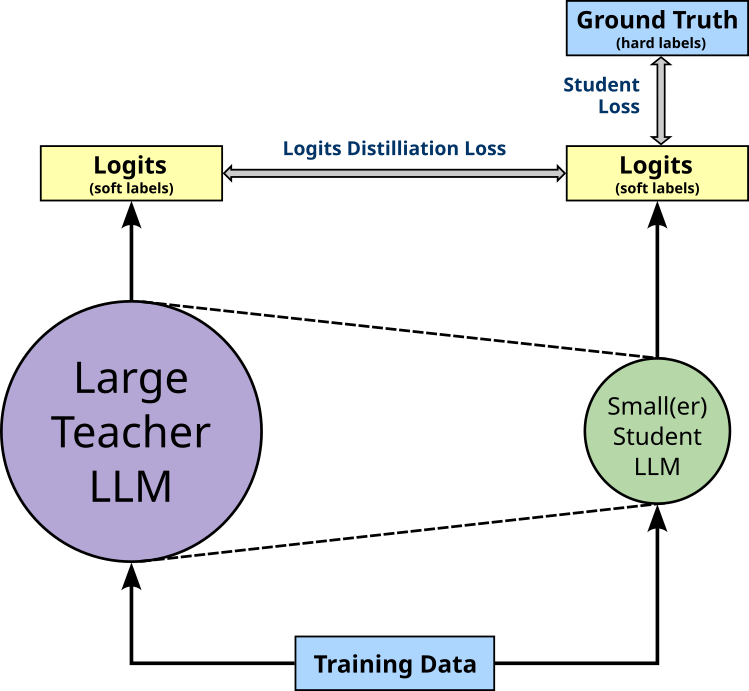 Ground Truth
(hard labels)
Student
Loss
Logits Distilliation Loss
Logits
(soft labels)
Logits
(soft labels)
Large
Teacher
LLM
Small(er)
Student
LLM
Training Data